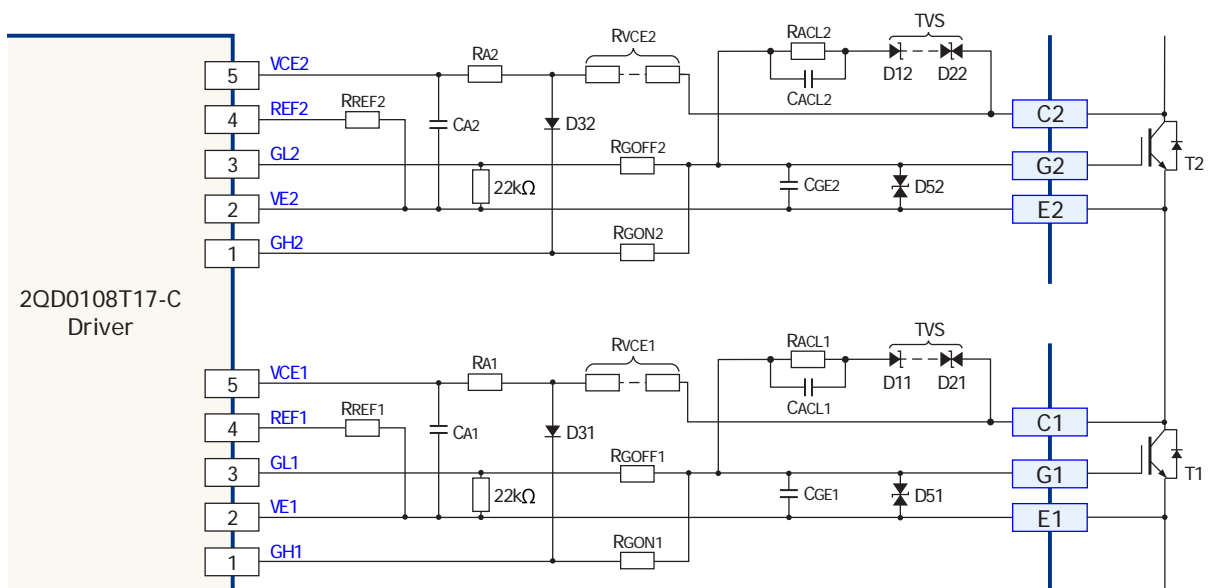 TVS
RACL2
RVCE2
VCE2
RA2
5
D12
D22
CACL2
REF2
RREF2
4
C2
CA2
D32
GL2
RGOFF2
3
G2
T2
22kΩ
CGE2
D52
VE2
2
E2
GH2
RGON2
1
2QD0108T17-C
Driver
TVS
RACL1
RVCE1
VCE1
RA1
5
D11
D21
CACL1
REF1
RREF1
4
C1
CA1
D31
GL1
RGOFF1
3
G1
T1
22kΩ
CGE1
D51
VE1
2
E1
GH1
RGON1
1